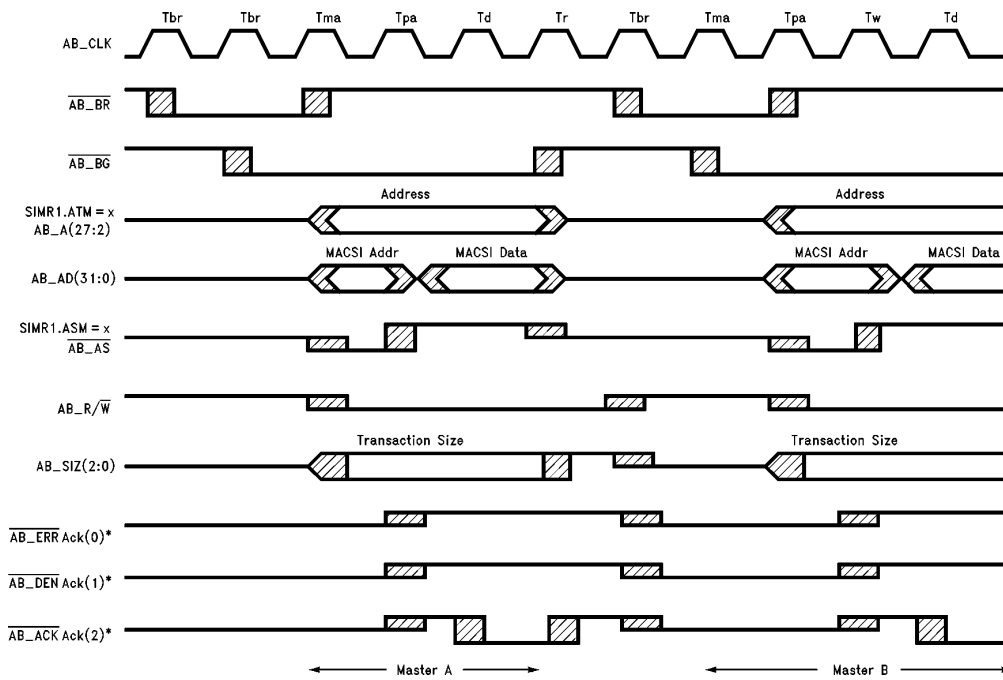 Tbr Tbr Tma Tpa Td Tr Tbr Tma Tpa Tw Td
AB_CLK
AB_BR
AB_BG
Address Address
SIMR1.ATM = x
AB_A(27:2)
MACSI Addr MACSI Data MACSI Addr MACSI Data
AB_AD(31:0)
SIMR1.ASM = x
AB_AS
AB_R/W
Transaction Size Transaction Size
AB_SIZ(2:0)
AB_ERR Ack(0)*
AB_DEN Ack(1)*
AB_ACK Ack(2)*
Master A Master B